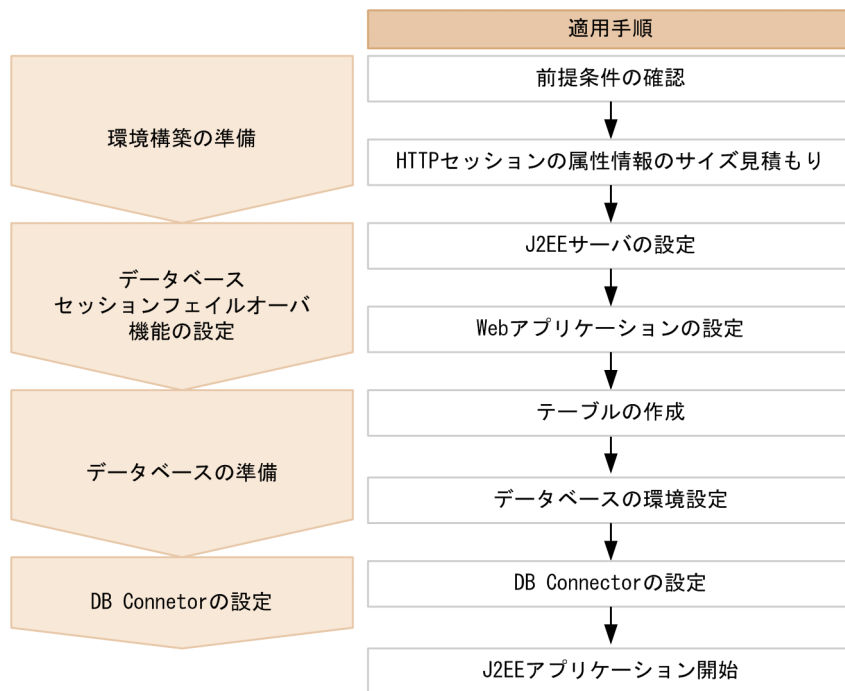 適用手順
環境構築の準備
前提条件の確認
HTTPセッションの属性情報のサイズ見積もり
データベース
セッションフェイルオーバ
機能の設定
J2EEサーバの設定
Webアプリケーションの設定
データベースの準備
テーブルの作成
データベースの環境設定
DB Connetorの設定
DB Connectorの設定
J2EEアプリケーション開始